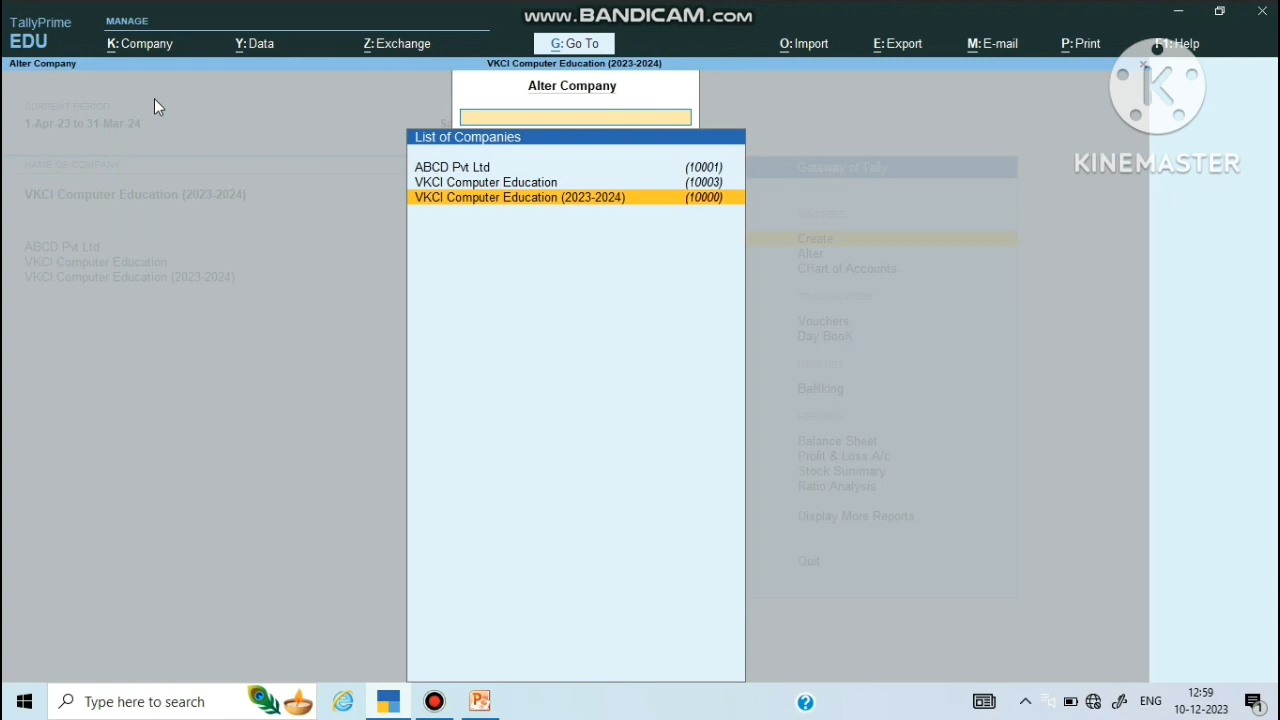 www.BANDICAM.com
TallyPrime
EDU
MANAGE
K:Company
Y:Data
Z:Exchange
G:Go To
O:Import
E:Export
M:E-mail
P:Print
F1:Help
Alter Company
VKCI Computer Education (2023-2024)
Alter Company
K
KINEMASTER
CURRENT PERIOD
1-Apr-23 to 31-Mar-24
NAME OF COMPANY
VKCI Computer Education (2023-2024)
ABCD Pvt Ltd
VKCI Computer Education
VKCI Computer Education (2023-2024)
List of Companies
ABCD Pvt Ltd (10001)
VKCI Computer Education (10003)
VKCI Computer Education (2023-2024) (10000)
Gateway of Tally
MASTERS
Create
Alter
CHart of Accounts
TRANSACTIONS
Vouchers
Day BooK
BaNking
REPORTS
Balance Sheet
Profit & Loss A/c
Stock Summary
Ratio Analysis
Display More Reports
Quit
Type here to search
ENG
12:59
10-12-2023
1